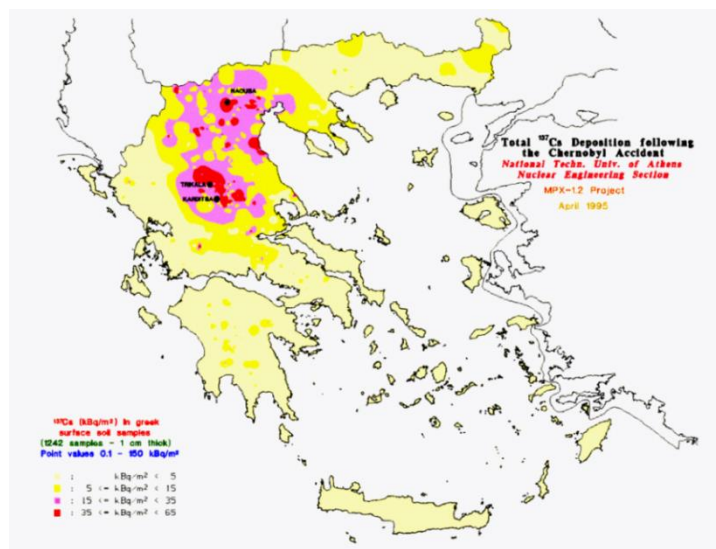 NAOUSA
Total ¹³⁷Cs Deposition following
the Chernobyl Accident
National Techn. Univ. of Athens
Nuclear Engineering Section
MPX-1.2 Project
April 1995
TRIKALA
KARDITSA
¹³⁷Cs (kBq/m²) in greek
surface soil samples
(1242 samples - 1 cm thick)
Point values 0.1 - 150 kBq/m²
: kBq/m² < 5
: 5 <= kBq/m² < 15
: 15 <= kBq/m² < 35
: 35 <= kBq/m² < 65